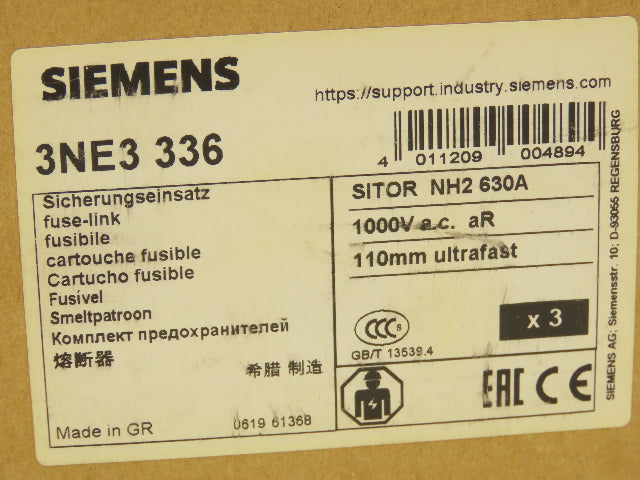 SIEMENS
https://support.industry.siemens.com
3NE3 336
4 011209 004894
Sicherungseinsatz
fuse-link
fusibile
cartouche fusible
Cartucho fusible
Fusível
Smeltpatroon
Комплект предохранителей
熔断器
希腊 制造
Made in GR
0619 61368
SITOR NH2 630A
1000V a.c. aR
110mm ultrafast
CCC S
GB/T 13539.4
x 3
EAC CE
SIEMENS AG; Siemensstr. 10; D-93055 REGENSBURG